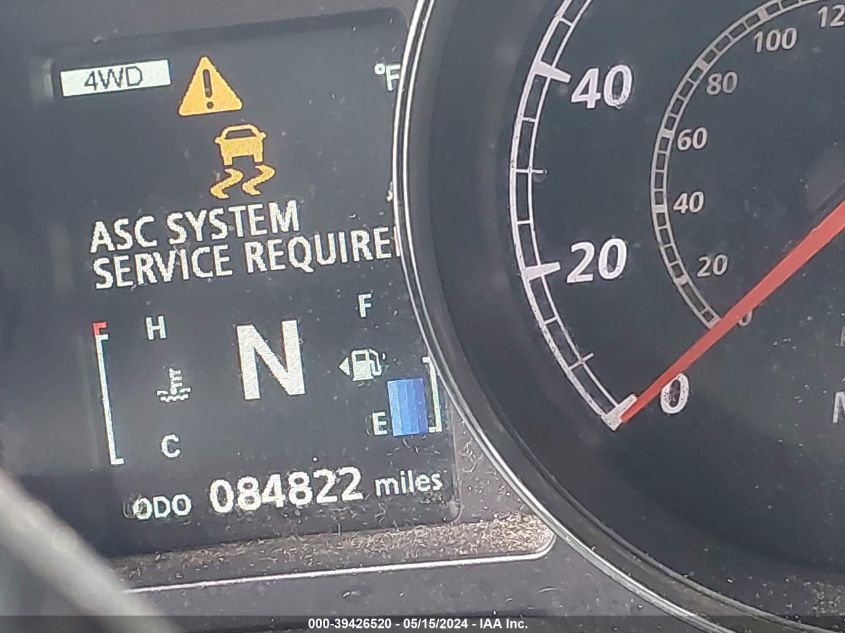 4WD
°F
ASC SYSTEM
SERVICE REQUIRE
H
F
N
E
C
ODO 084822 miles
40
20
0
100
80
60
40
20
0
000-39426520 - 05/15/2024 - IAA Inc.